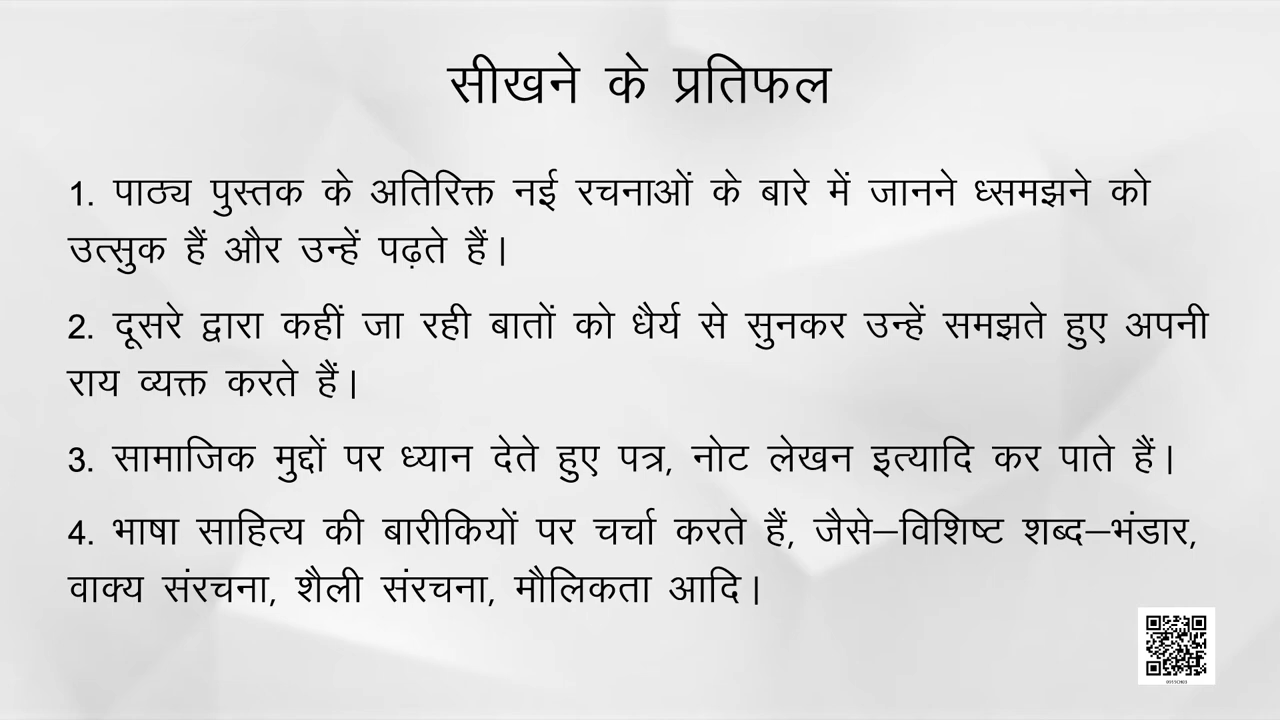 सीखने के प्रतिफल
1. पाठ्य पुस्तक के अतिरिक्त नई रचनाओं के बारे में जानने ध्समझने को
उत्सुक हैं और उन्हें पढ़ते हैं।
2. दूसरे द्वारा कहीं जा रही बातों को धैर्य से सुनकर उन्हें समझते हुए अपनी
राय व्यक्त करते हैं।
3. सामाजिक मुद्दों पर ध्यान देते हुए पत्र, नोट लेखन इत्यादि कर पाते हैं।
4. भाषा साहित्य की बारीकियों पर चर्चा करते हैं, जैसे–विशिष्ट शब्द–भंडार,
वाक्य संरचना, शैली संरचना, मौलिकता आदि।